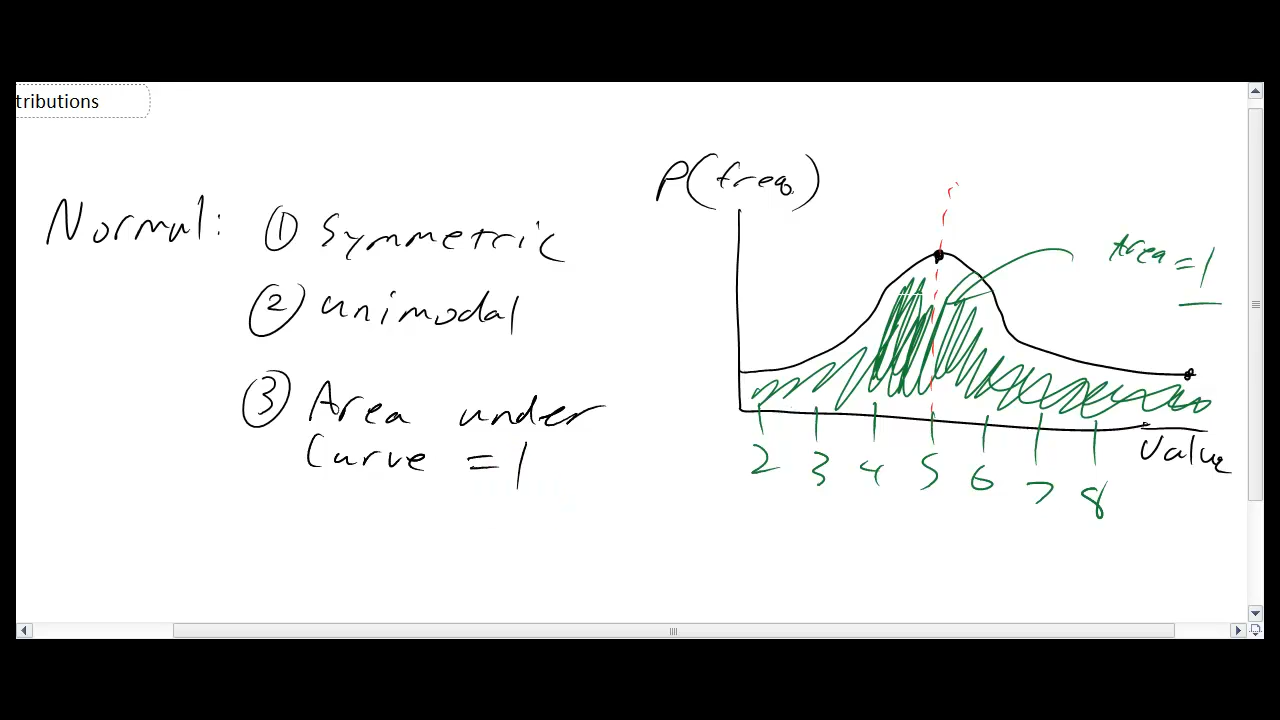 tributions
Normal: ① Symmetric
② unimodal
③ Area under
Curve = 1
P(freq.)
Area = 1
2 3 4 5 6 7 8
Value